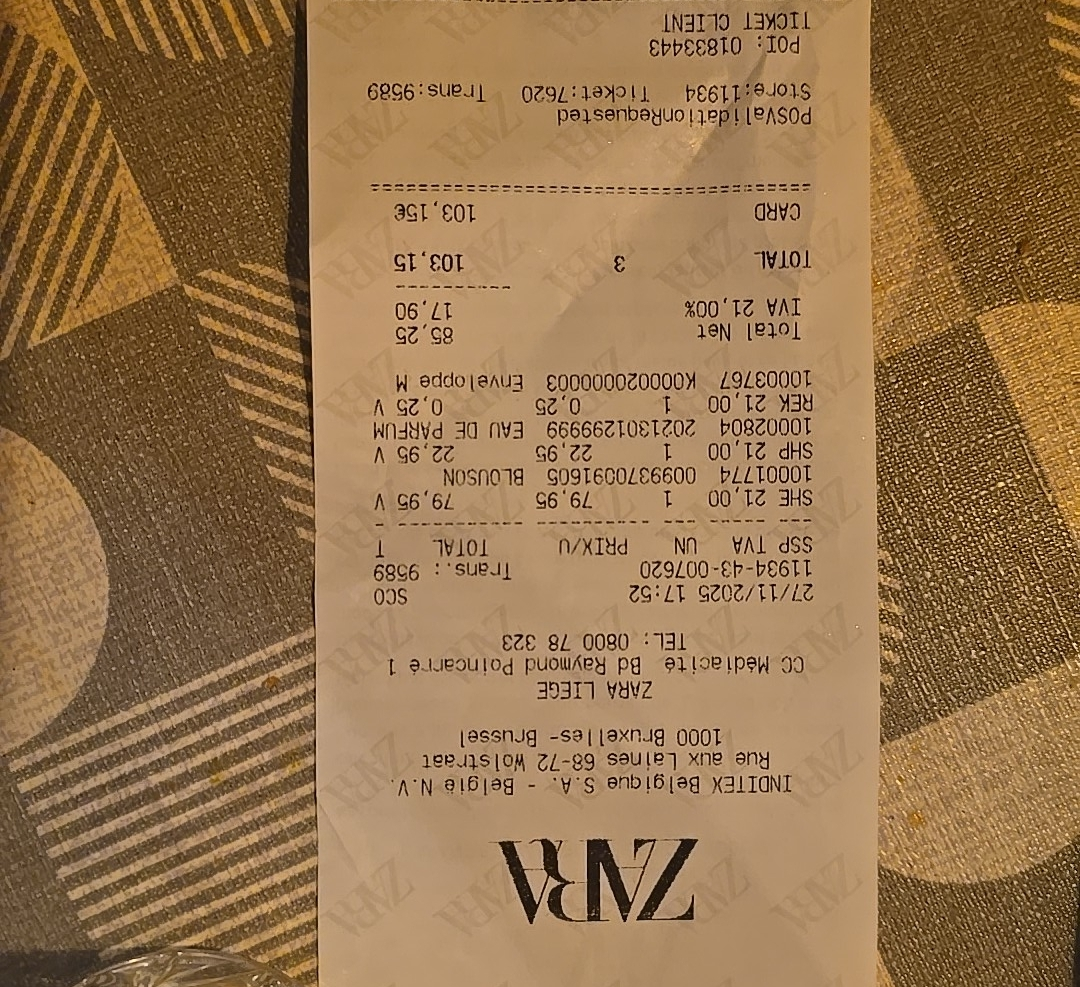 ZARA
INDITEX Belgique S.A. - België N.V.
Rue aux Laines 68-72 Wolstraat
1000 Bruxelles- Brussel
ZARA LIEGE
CC Médiacité Bd Raymond Poincarré 1
TEL: 0800 78 323
27/11/2025 17:52 SCO
11934-43-007620 Trans.: 9589
SSP TVA UN PRIX/U TOTAL T
--- --- -- --- ------- -------- -
SHE 21,00 1 79,95 79,95 V
10001774 0099370091605 BLOUSON
SHP 21,00 1 22,95 22,95 V
10002804 20213012999999 EAU DE PARFUM
REK 21,00 1 0,25 0,25 V
10003767 K00002000003 Enveloppe M
Total Net 85,25
IVA 21,00% 17,90
----------
TOTAL 3 103,15
CARD 103,15€
======================================
POSValidationRequested
Store:11934 Ticket:7620 Trans:9589
POI: 01833443
TICKET CLIENT